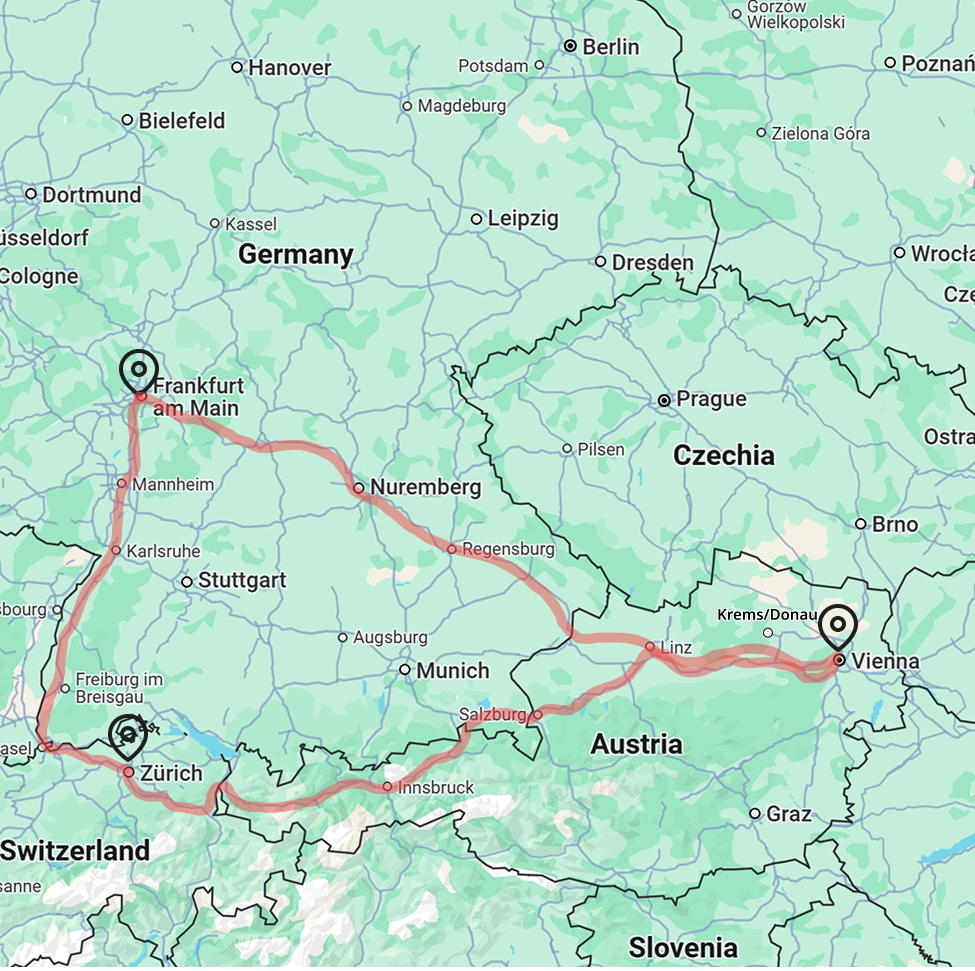 Gorzów
Wielkopolski
Berlin
Potsdam
Hanover
Poznań
Magdeburg
Bielefeld
Zielona Góra
Dortmund
Kassel
Leipzig
üsseldorf
Germany
Wrocła
Dresden
Cologne
Czę
Frankfurt
am Main
Prague
Ostra
Pilsen
Czechia
Mannheim
Nuremberg
Brno
Karlsruhe
Regensburg
Stuttgart
sbourg
Krems/Donau
Augsburg
Linz
Munich
Vienna
Freiburg im
Breisgau
Salzburg
asel
Austria
Zürich
Innsbruck
Graz
Switzerland
sanne
Slovenia